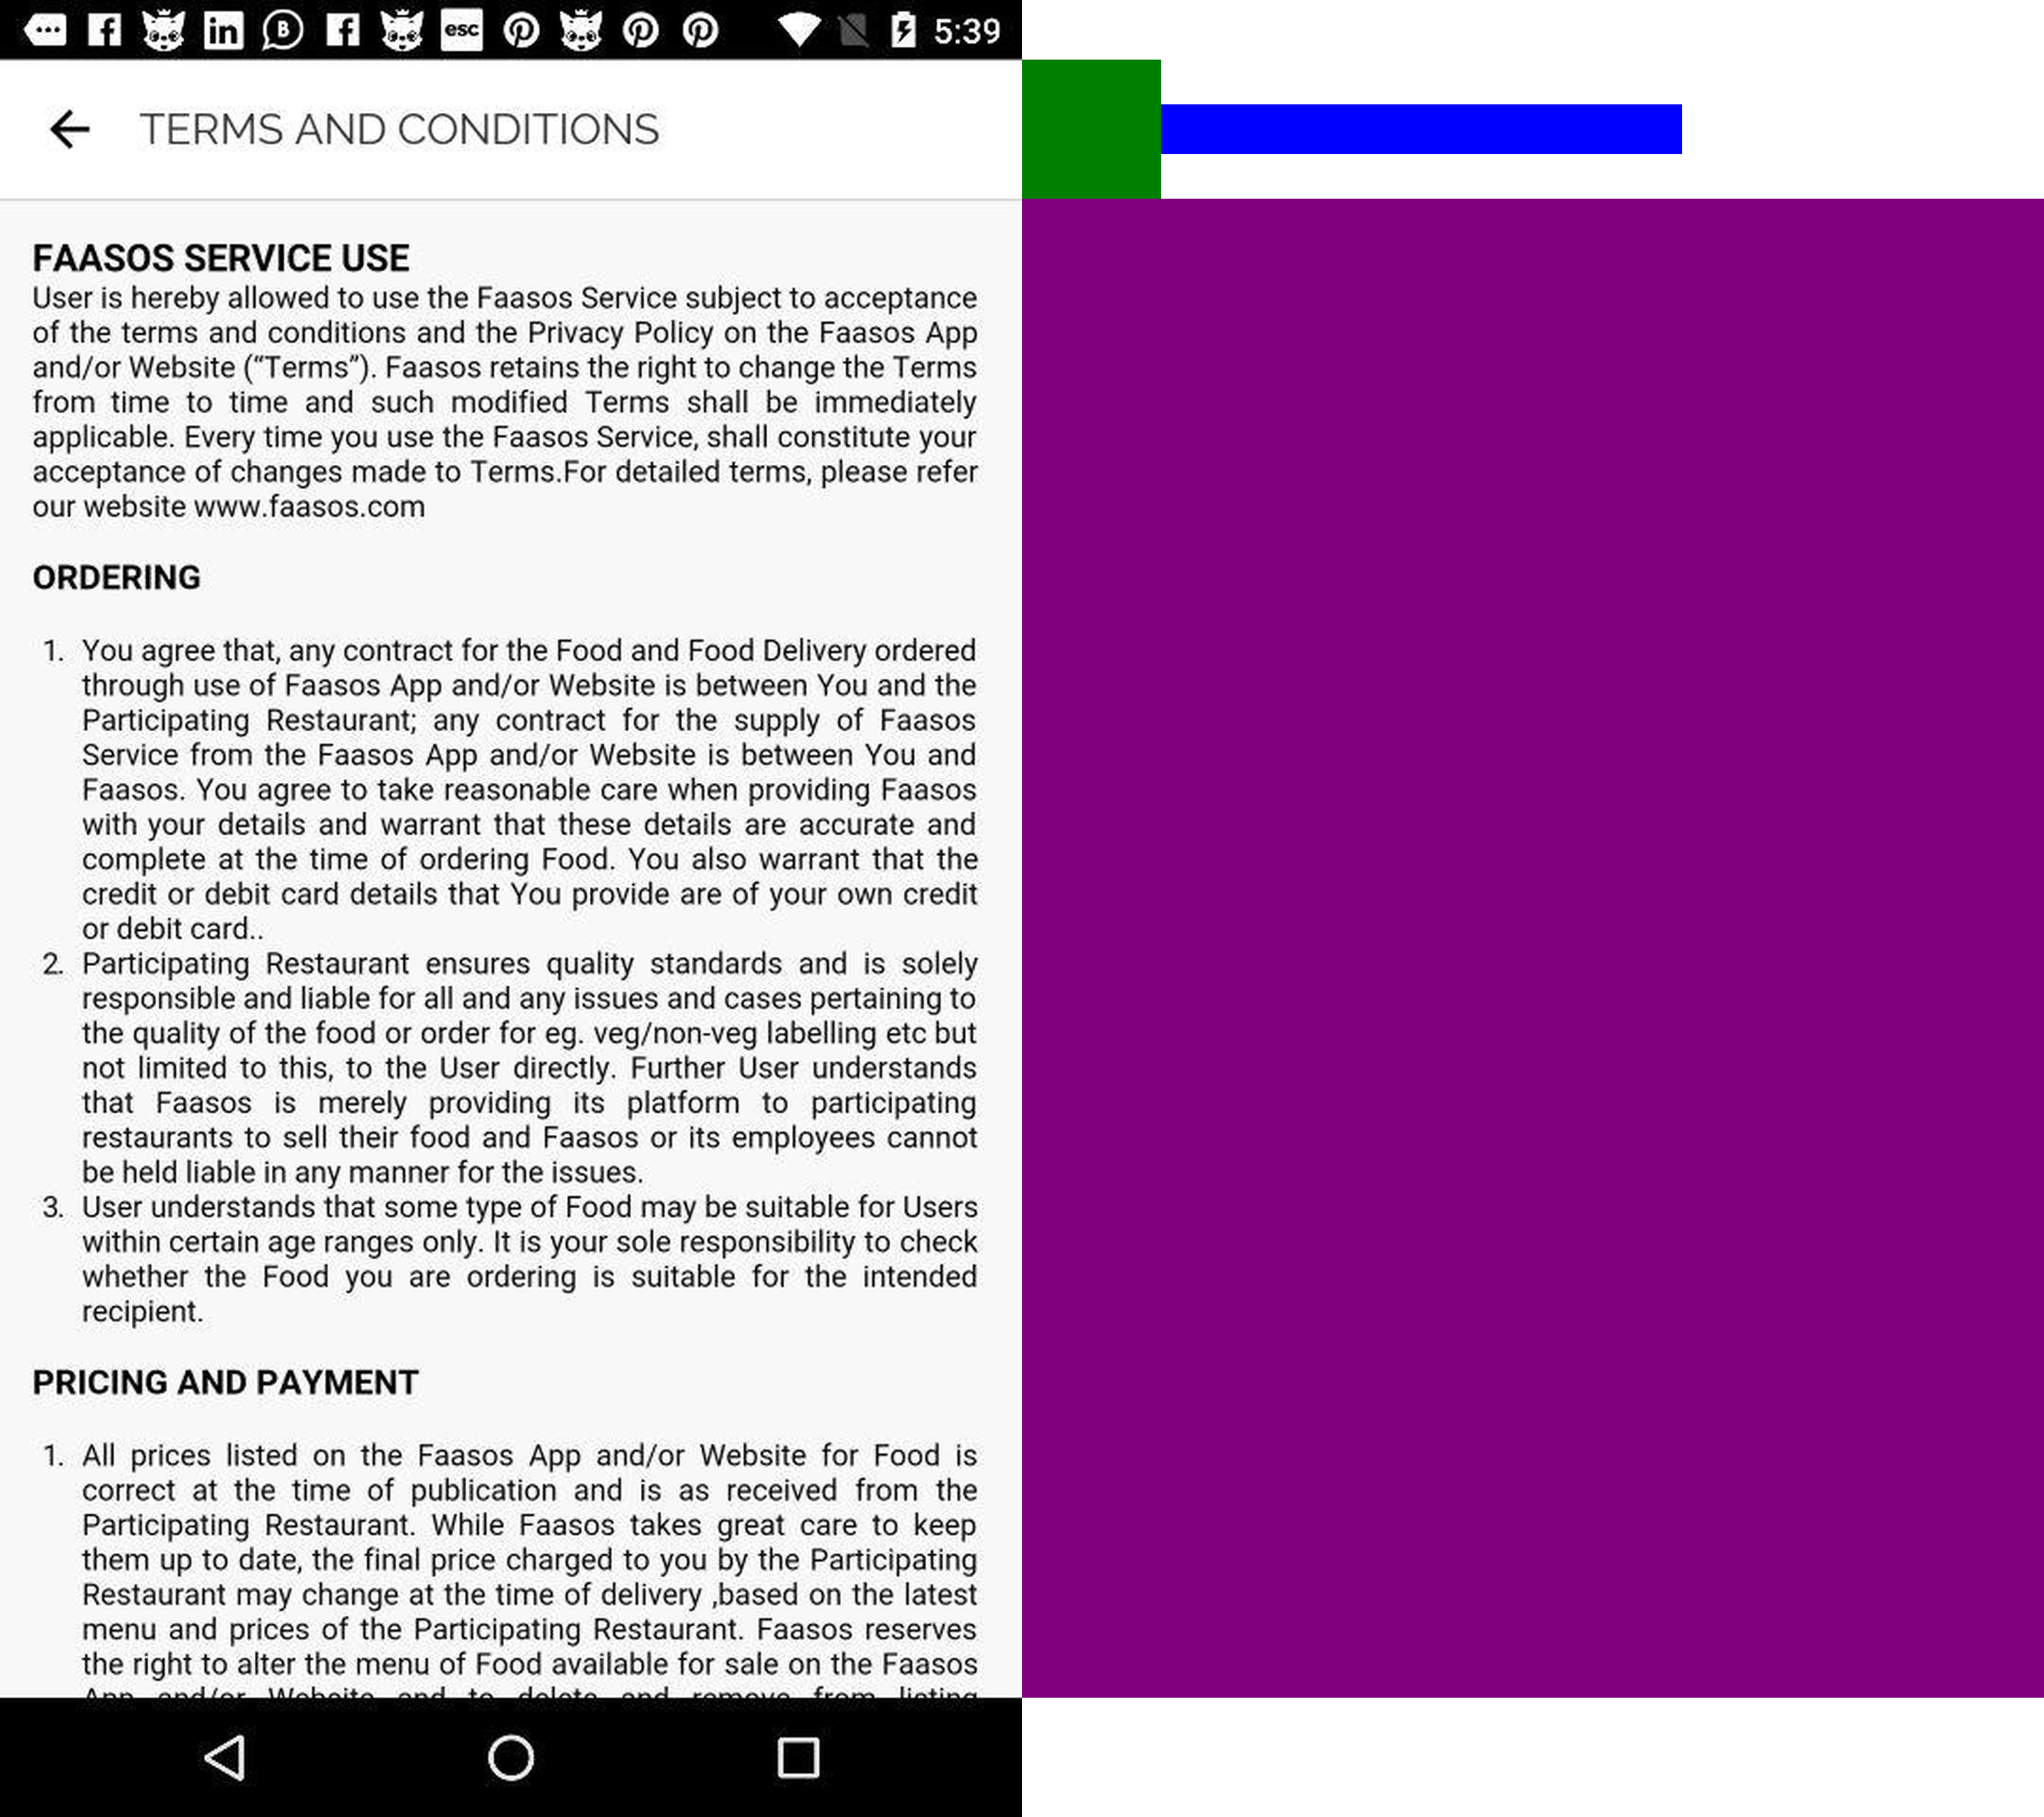 esc
5:39
TERMS AND CONDITIONS
FAASOS SERVICE USE
User is hereby allowed to use the Faasos Service subject to acceptance
of the terms and conditions and the Privacy Policy on the Faasos App
and/or Website (“Terms”). Faasos retains the right to change the Terms
from time to time and such modified Terms shall be immediately
applicable. Every time you use the Faasos Service, shall constitute your
acceptance of changes made to Terms.For detailed terms, please refer
our website www.faasos.com
ORDERING
1. You agree that, any contract for the Food and Food Delivery ordered
through use of Faasos App and/or Website is between You and the
Participating Restaurant; any contract for the supply of Faasos
Service from the Faasos App and/or Website is between You and
Faasos. You agree to take reasonable care when providing Faasos
with your details and warrant that these details are accurate and
complete at the time of ordering Food. You also warrant that the
credit or debit card details that You provide are of your own credit
or debit card..
2. Participating Restaurant ensures quality standards and is solely
responsible and liable for all and any issues and cases pertaining to
the quality of the food or order for eg. veg/non-veg labelling etc but
not limited to this, to the User directly. Further User understands
that Faasos is merely providing its platform to participating
restaurants to sell their food and Faasos or its employees cannot
be held liable in any manner for the issues.
3. User understands that some type of Food may be suitable for Users
within certain age ranges only. It is your sole responsibility to check
whether the Food you are ordering is suitable for the intended
recipient.
PRICING AND PAYMENT
1. All prices listed on the Faasos App and/or Website for Food is
correct at the time of publication and is as received from the
Participating Restaurant. While Faasos takes great care to keep
them up to date, the final price charged to you by the Participating
Restaurant may change at the time of delivery ,based on the latest
menu and prices of the Participating Restaurant. Faasos reserves
the right to alter the menu of Food available for sale on the Faasos
App and/or Website and to delete and remove from listing